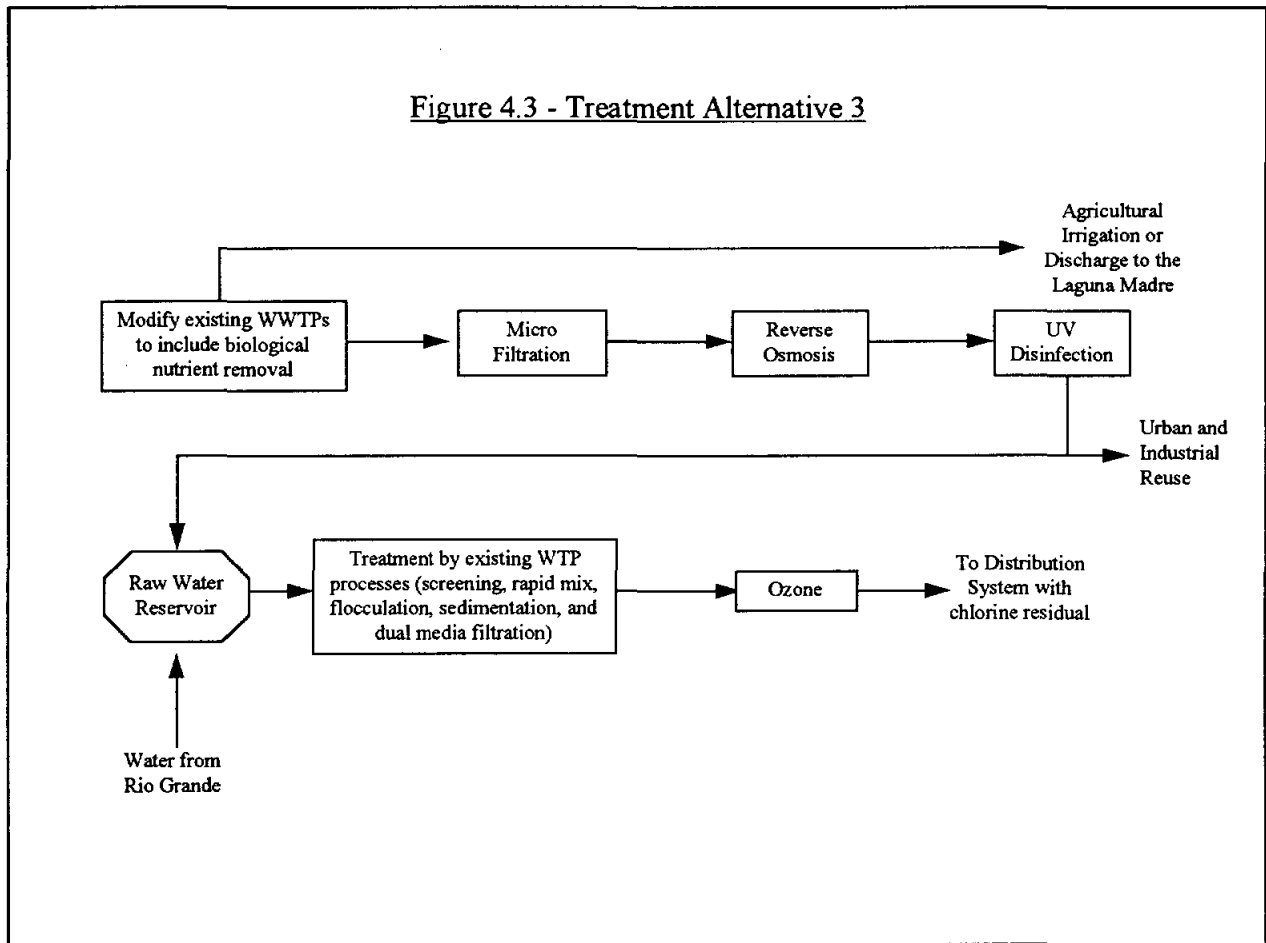 Figure 4.3 - Treatment Alternative 3
Agricultural
Irrigation or
Discharge to the
Laguna Madre
Modify existing WWTPs
to include biological
nutrient removal
Micro
Filtration
Reverse
Osmosis
UV
Disinfection
Urban and
Industrial
Reuse
Raw Water
Reservoir
Treatment by existing WTP
processes (screening, rapid mix,
flocculation, sedimentation, and
dual media filtration)
Ozone
To Distribution
System with
chlorine residual
Water from
Rio Grande